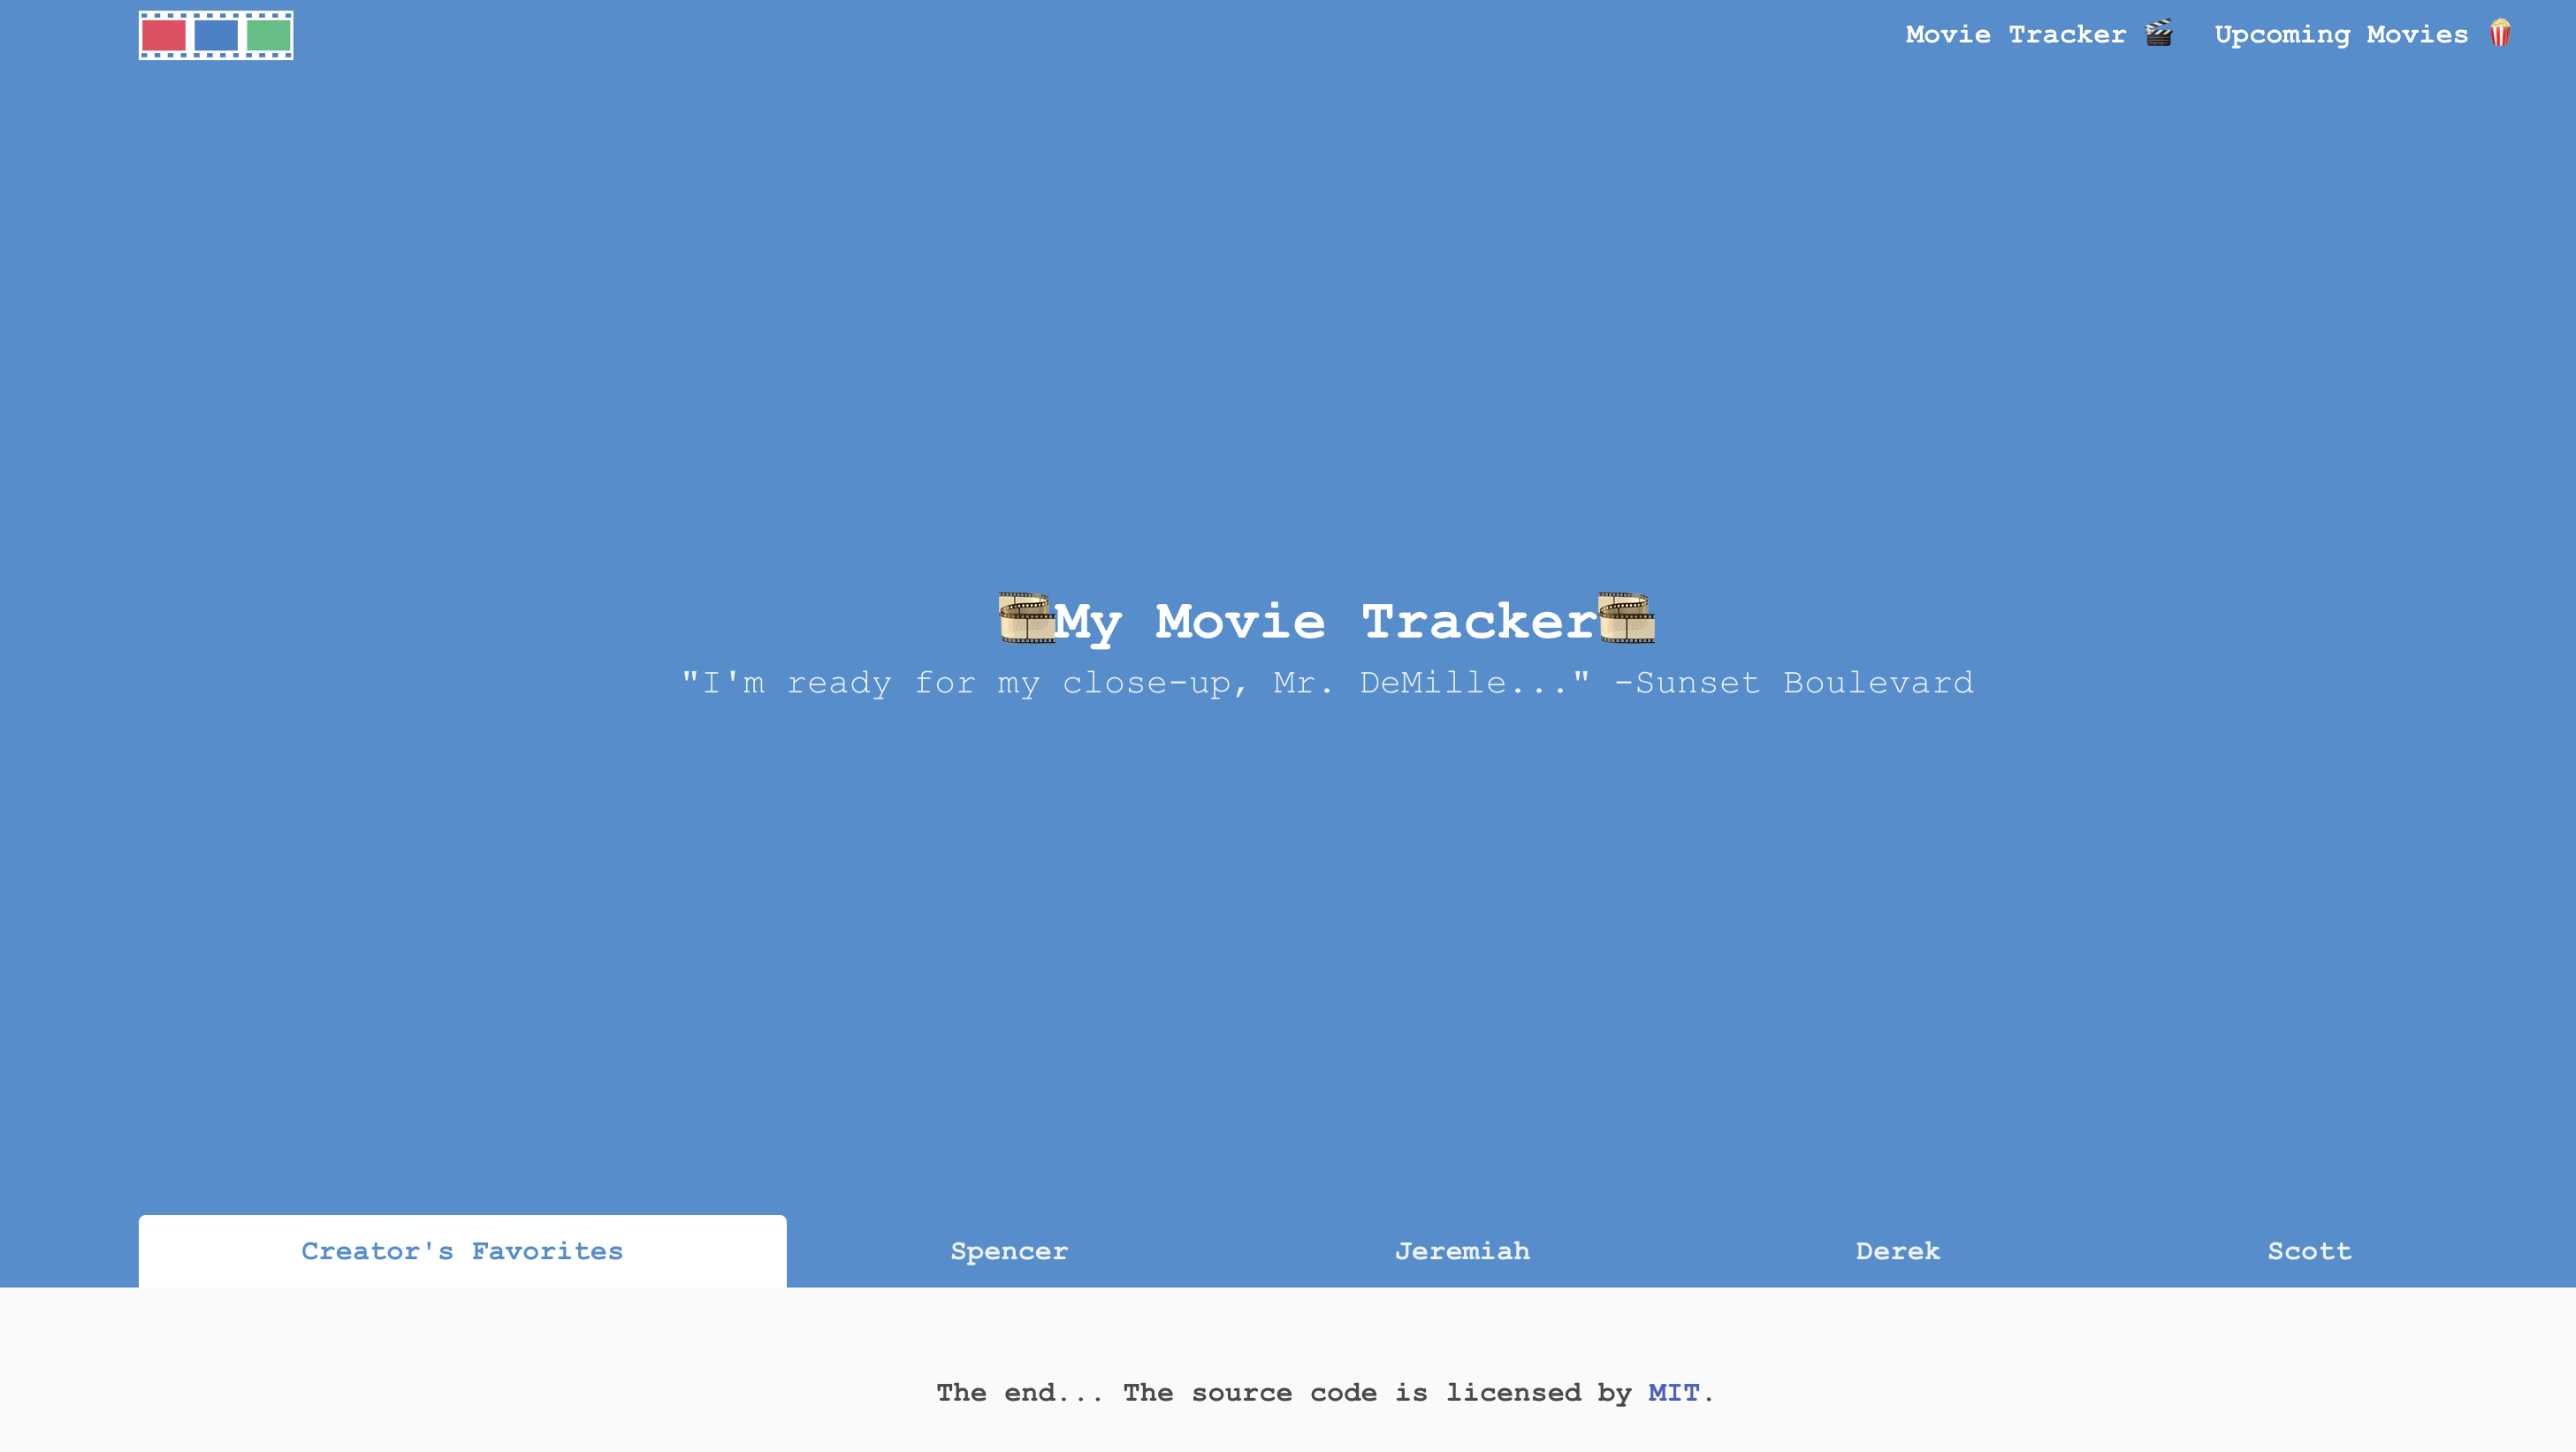 Movie Tracker 🎬 Upcoming Movies 🍿
🎞My Movie Tracker🎞
"I'm ready for my close-up, Mr. DeMille..." -Sunset Boulevard
Creator's Favorites Spencer Jeremiah Derek Scott
The end... The source code is licensed by MIT.